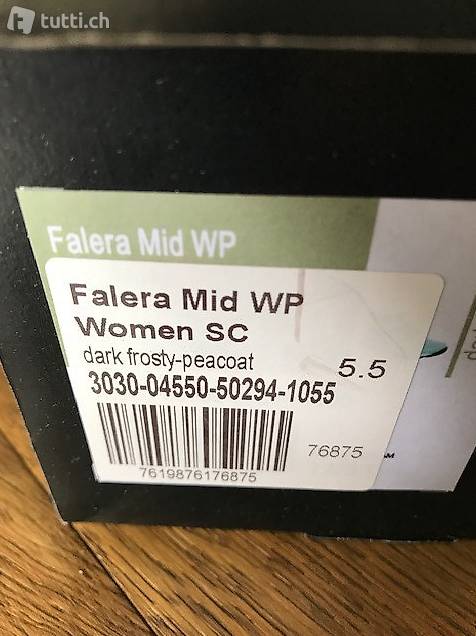 tutti.ch
Falera Mid WP
Falera Mid WP
Women SC
dark frosty-peacoat
5.5
3030-04550-50294-1055
76875
7619876176875